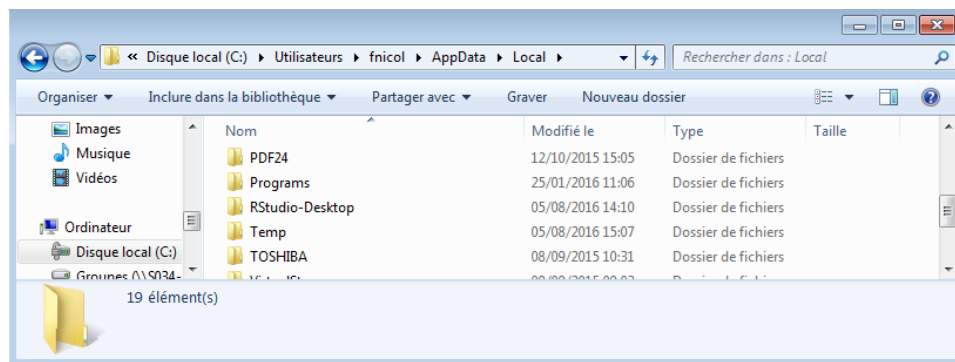 « Disque local (C:) Utilisateurs fnicol AppData Local Rechercher dans : Local
Organiser Inclure dans la bibliothèque Partager avec Graver Nouveau dossier
Images
Musique
Vidéos
Ordinateur
Disque local (C:)
Groupes (\\S034-
Nom Modifié le Type Taille
PDF24 12/10/2015 15:05 Dossier de fichiers
Programs 25/01/2016 11:06 Dossier de fichiers
RStudio-Desktop 05/08/2016 14:10 Dossier de fichiers
Temp 05/08/2016 15:07 Dossier de fichiers
TOSHIBA 08/09/2015 10:31 Dossier de fichiers
19 élément(s)